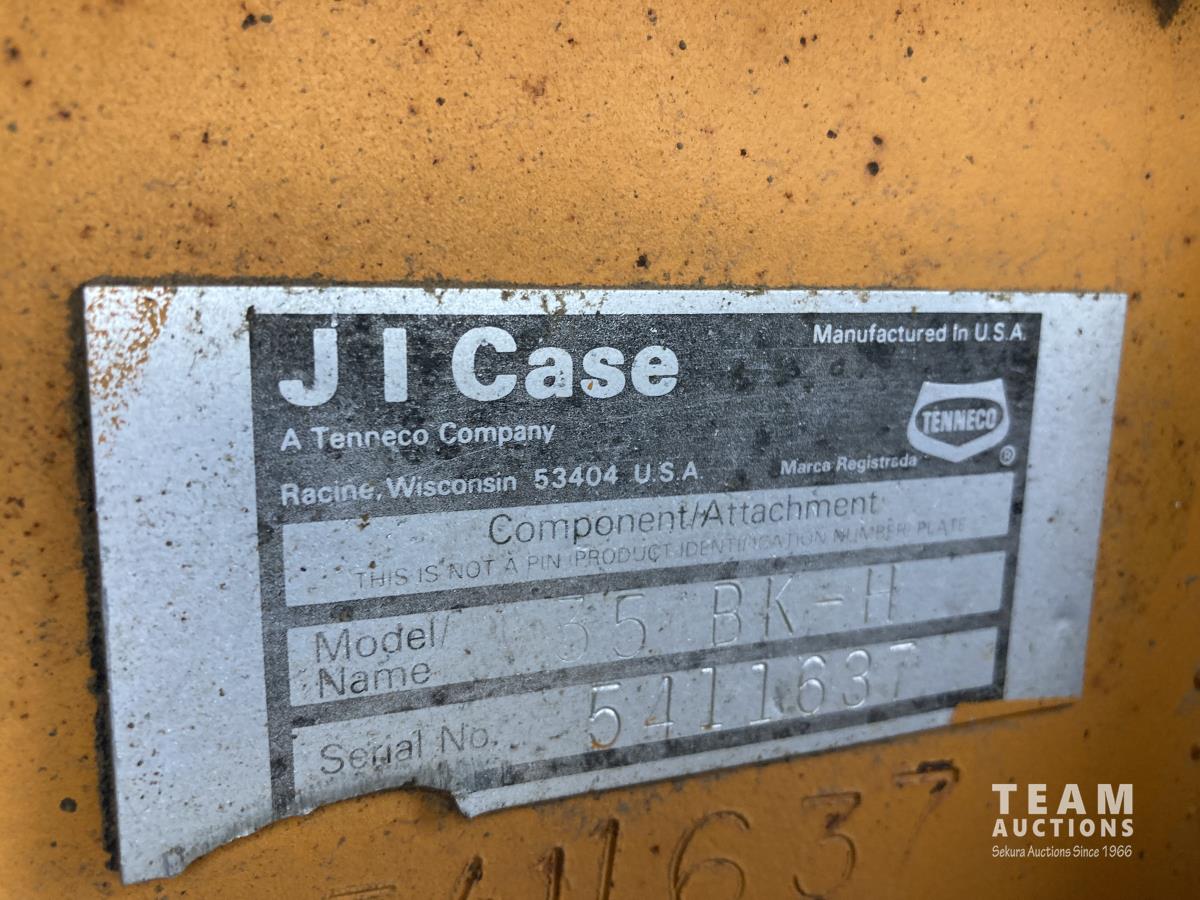 J I Case
Manufactured In U.S.A.
A Tenneco Company
TENNECO
®
Racine, Wisconsin 53404 U.S.A.
Marca Registrada
Component/Attachment
THIS IS NOT A PIN (PRODUCT IDENTIFICATION NUMBER) PLATE
Model/ 35 BK-H
Name
Serial No. 5411637
5411637
TEAM
AUCTIONS
Sekura Auctions Since 1966